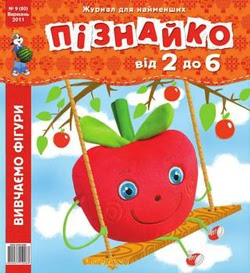 № 9 (80)
Вересень
2011
Журнал для найменших
ПІЗНАЙКО
від 2 до 6
ВИВЧАЄМО ФІГУРИ